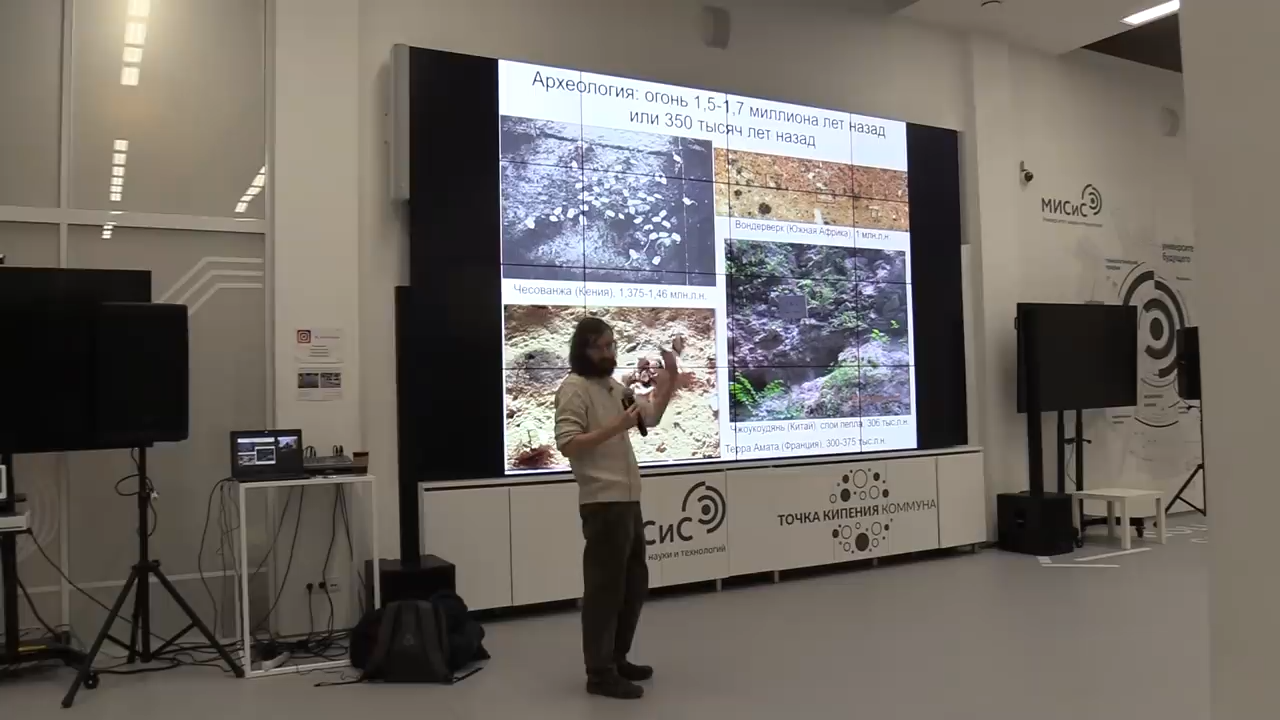 Археология: огонь 1,5-1,7 миллиона лет назад
или 350 тысяч лет назад
Вондерверк (Южная Африка), 1 млн.л.н.
Чесованжа (Кения), 1,375-1,46 млн.л.н.
Чжоукоудянь (Китай), слои пепла, 306 тыс.л.н.
Терра Амата (Франция), 300-375 тыс.л.н.
МИСиС
университет
будущего
СиС
науки и технологий
ТОЧКА КИПЕНИЯ КОММУНА